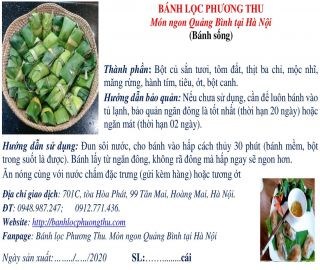 BÁNH LỌC PHƯƠNG THU
Món ngon Quảng Bình tại Hà Nội
(Bánh sống)
Thành phần: Bột củ sắn tươi, tôm đất, thịt ba chỉ, mộc nhĩ,
măng rừng, hành tím, tiêu, ớt, bột canh.
Hướng dẫn bảo quản: Nếu chưa sử dụng, cần để luôn bánh vào
tủ lạnh, bảo quản ngăn đông là tốt nhất (thời hạn 20 ngày) hoặc
ngăn mát (thời hạn 02 ngày).
Hướng dẫn sử dụng: Đun sôi nước, cho bánh vào hấp cách thủy 30 phút (bánh mềm, bột
trong suốt là được). Bánh lấy từ ngăn đông, không rã đông mà hấp ngay sẽ ngon hơn.
Ăn nóng cùng với nước chấm đặc trưng (gửi kèm hàng) hoặc tương ớt
Địa chỉ giao dịch: 701C, tòa Hòa Phát, 99 Tân Mai, Hoàng Mai, Hà Nội.
ĐT: 0948.987.247; 0912.771.436.
Website: http://banhlocphuongthu.com
Fanpage: Bánh lọc Phương Thu. Món ngon Quảng Bình tại Hà Nội
Ngày sản xuất: ......../...../2020 SL:...............cái